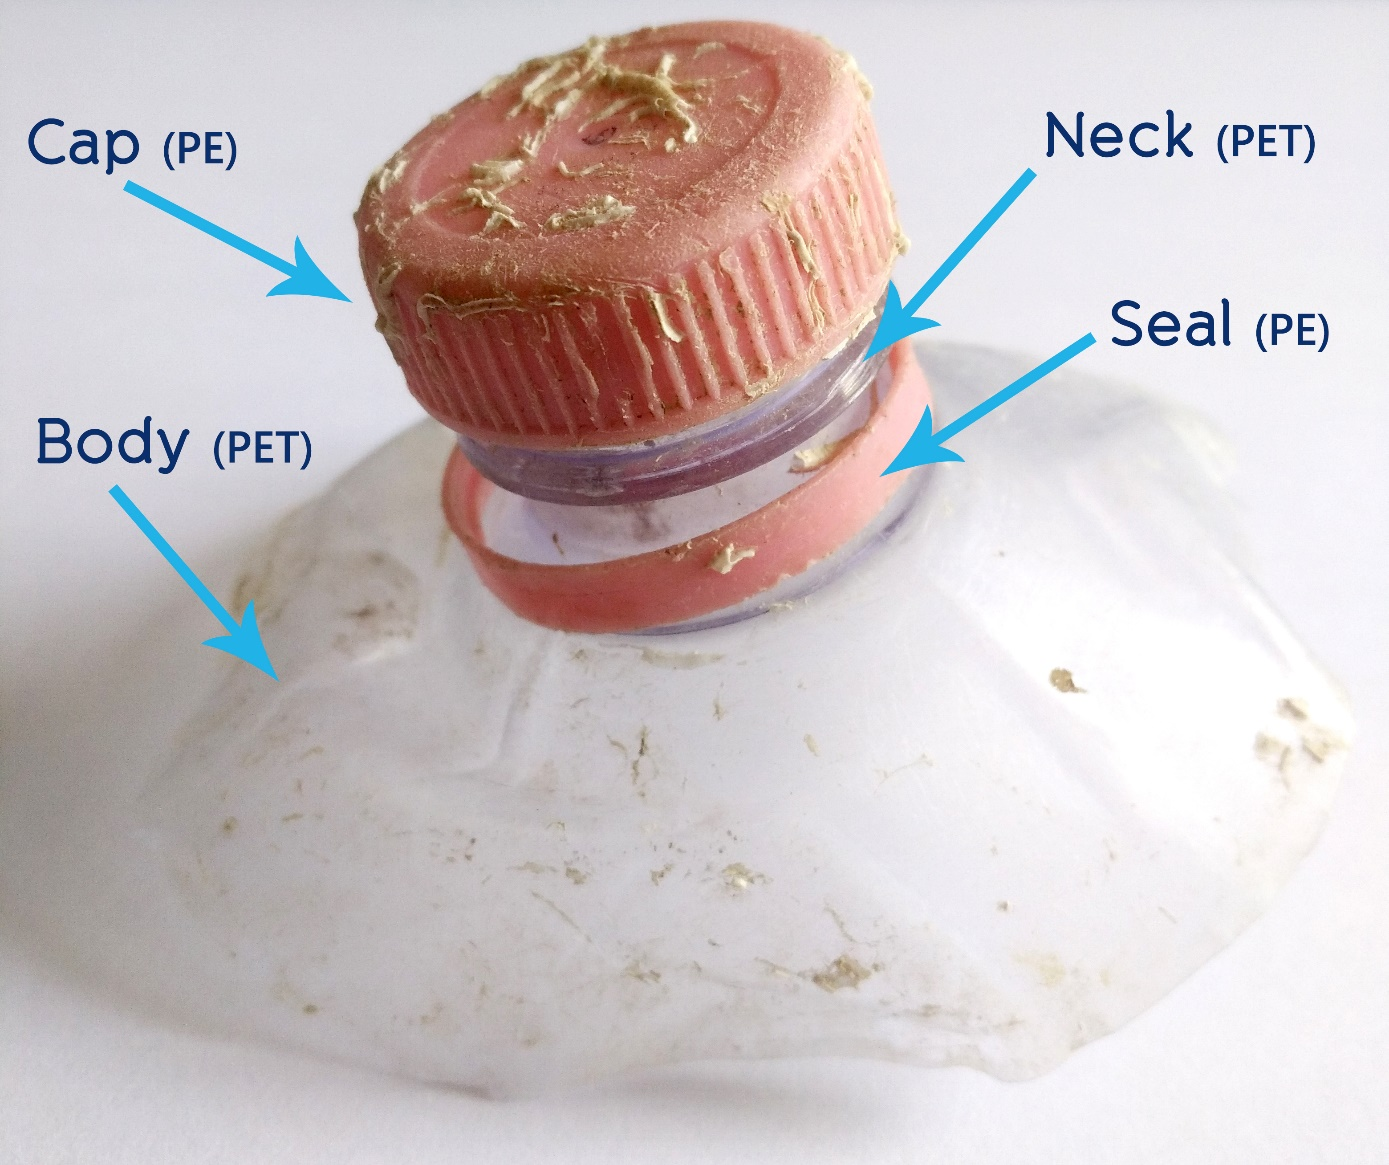 Cap (PE)
Neck (PET)
Seal (PE)
Body (PET)